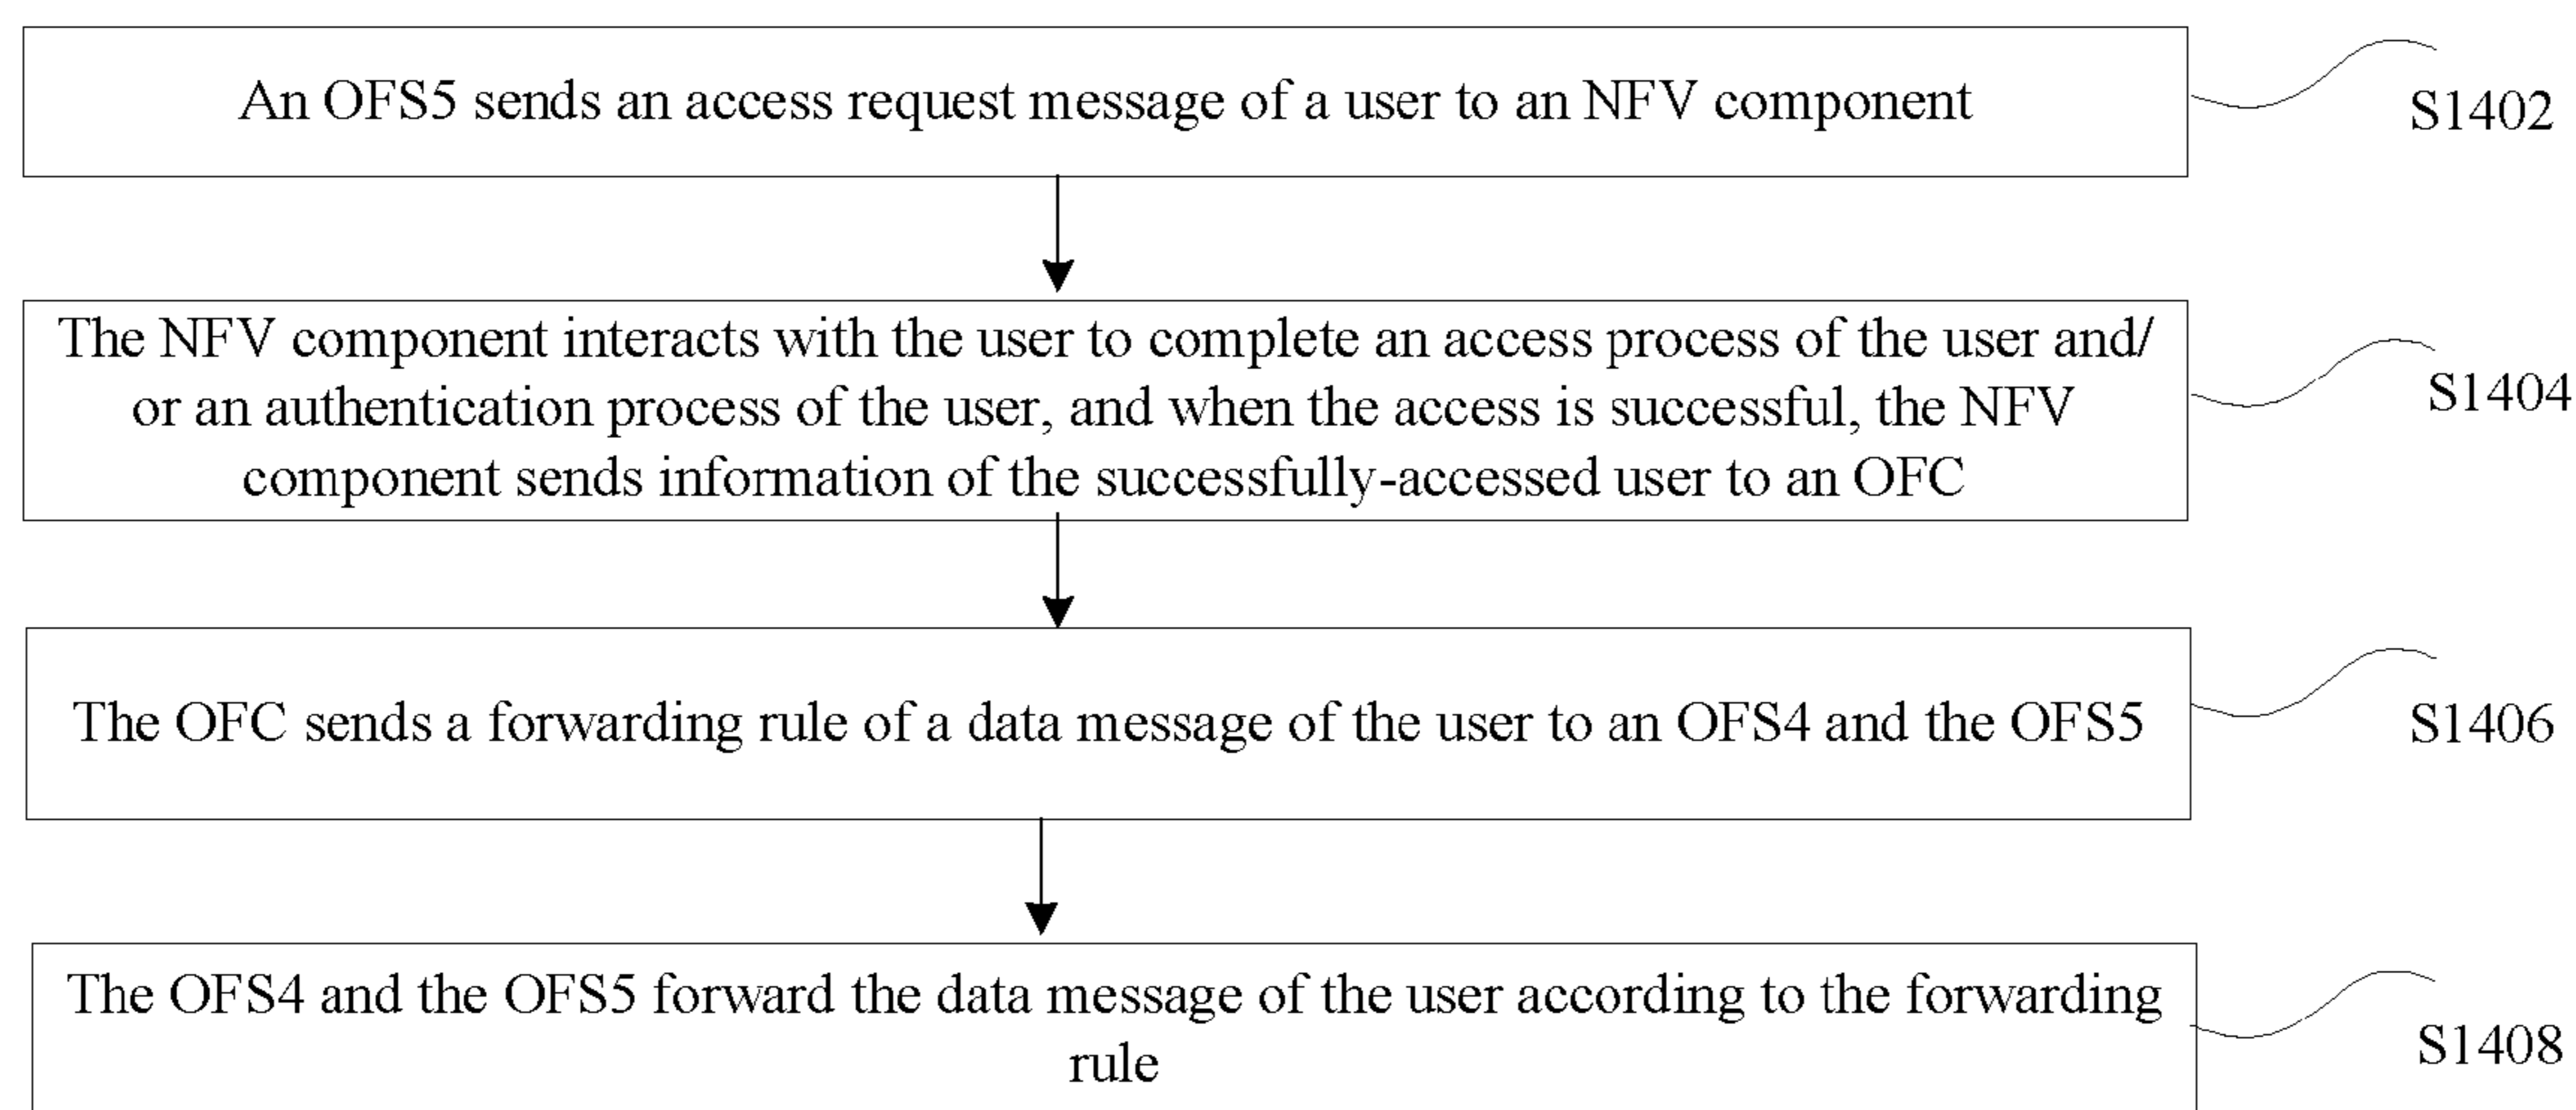 An OFS5 sends an access request message of a user to an NFV component
S1402
The NFV component interacts with the user to complete an access process of the user and/
or an authentication process of the user, and when the access is successful, the NFV
component sends information of the successfully-accessed user to an OFC
S1404
The OFC sends a forwarding rule of a data message of the user to an OFS4 and the OFS5
S1406
The OFS4 and the OFS5 forward the data message of the user according to the forwarding
rule
S1408